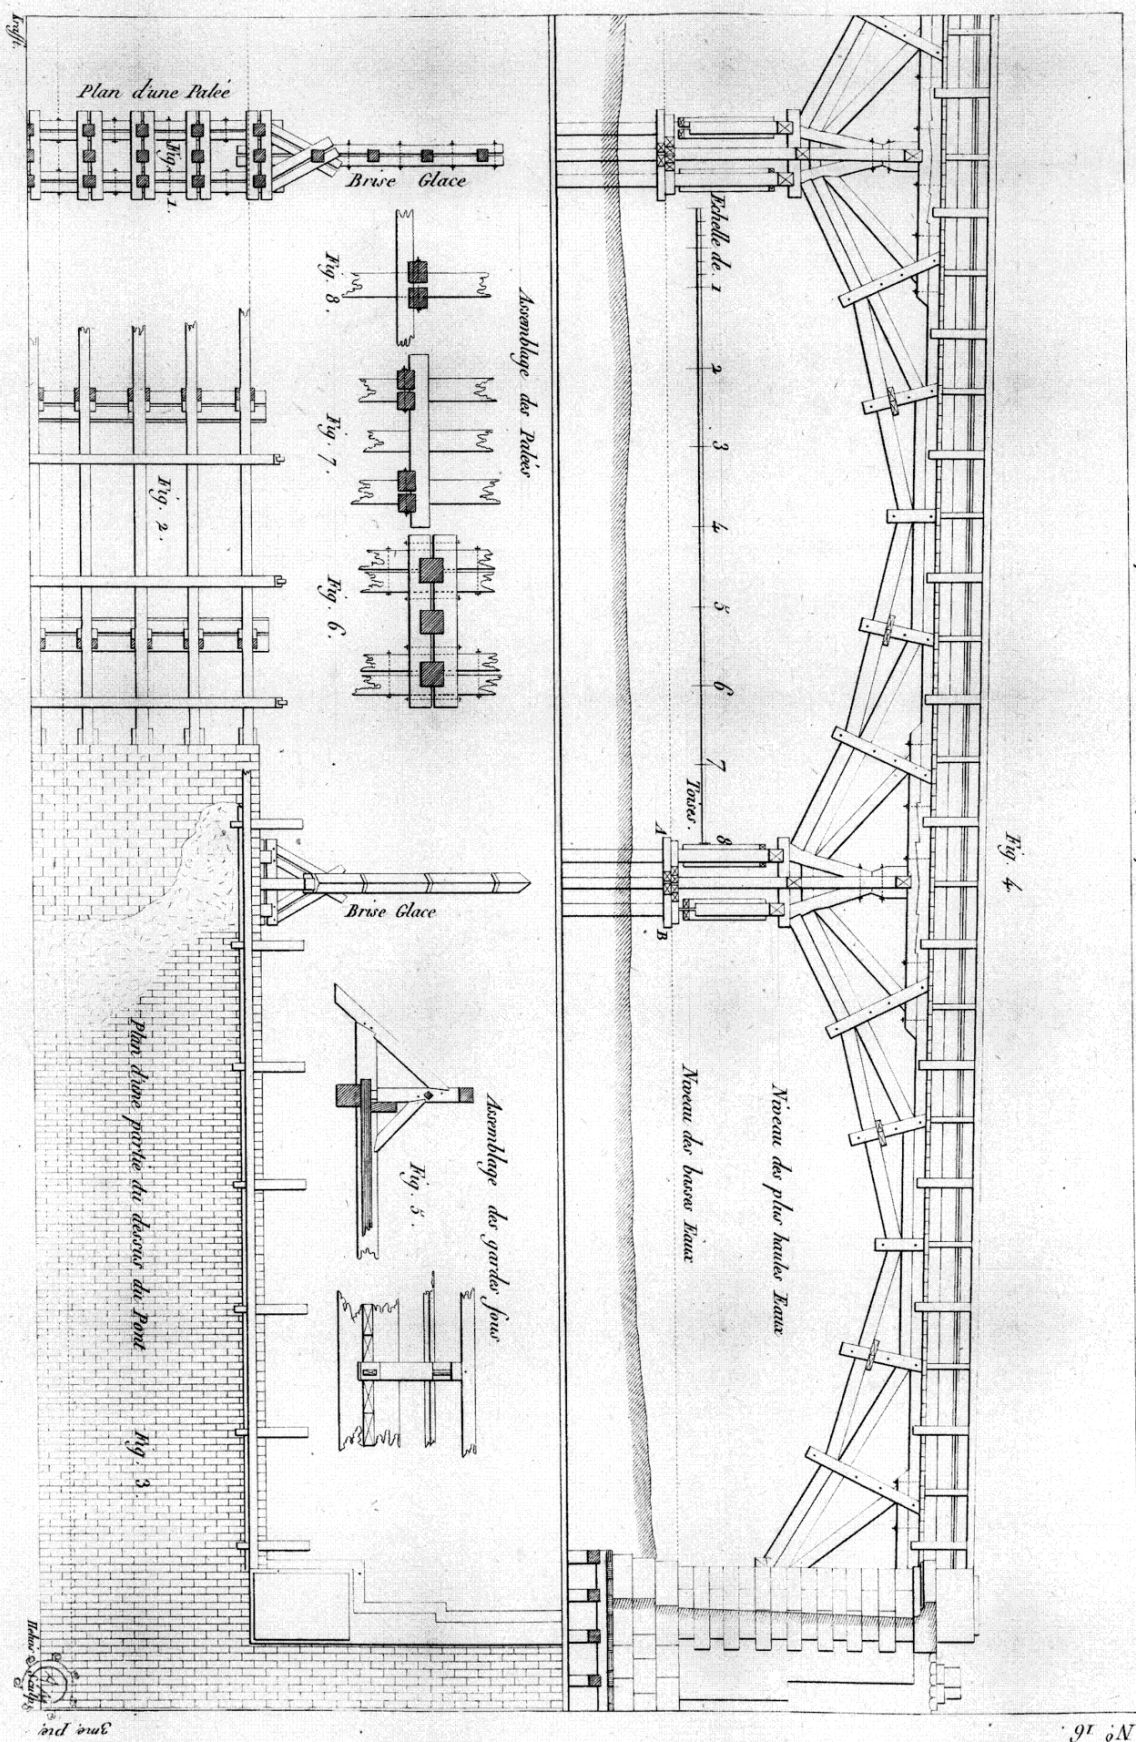 N.º 16.
3me. pie.
Fig. 4
Niveau des plus haules Eaux
Niveau des basses Eaux
Echelle de 1 2 3 4 5 6 7 8 Toises.
A
B
Plan d'une Paleé
Fig. 1.
Brise Glace
Assemblage des Paleés
Fig. 8.
Fig. 7.
Fig. 6.
Fig. 2.
Brise Glace
Assemblage des gardes fous
Fig. 5.
Plan d'une partie du dessus du Pont
Fig. 3.